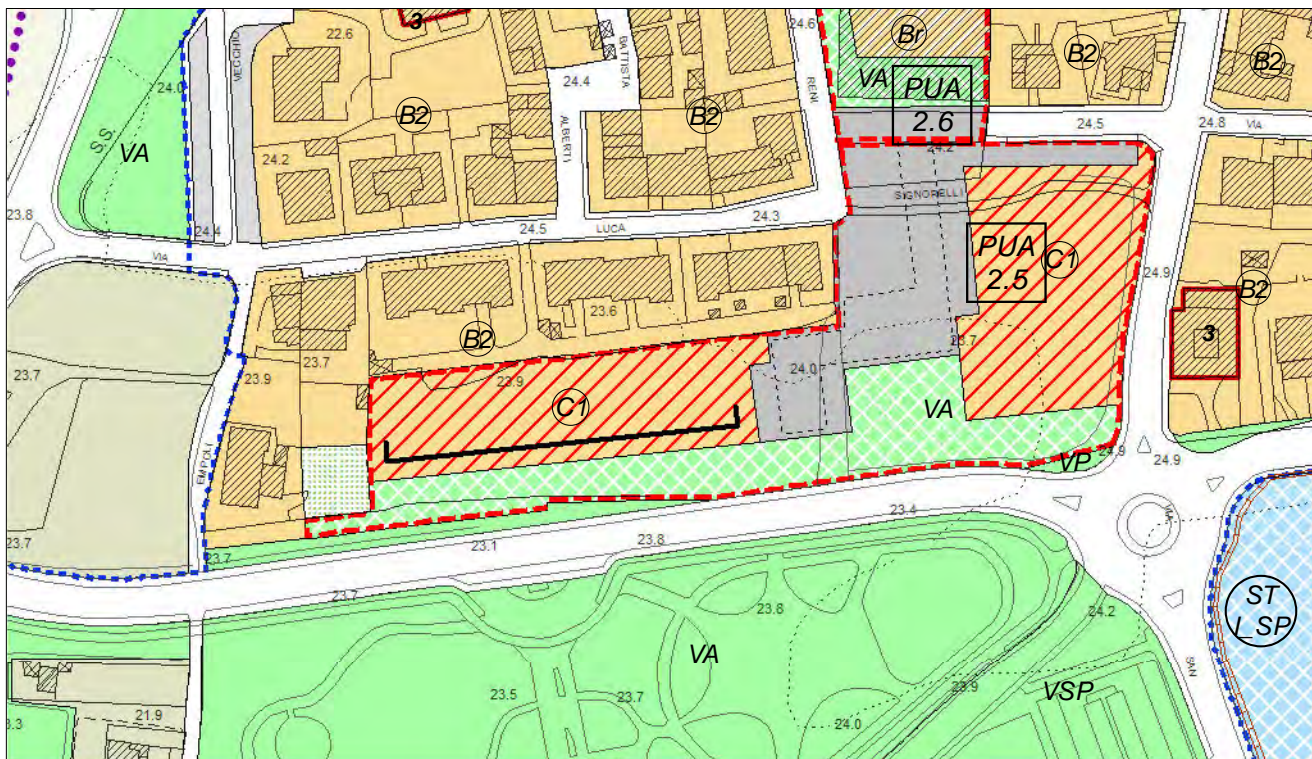 3
24.6
Br
22.6
VECCHIO
BATTISTA
B2
B2
24.0
24.4
RENI
VA
PUA
2.6
B2
B2
ALBERTI
24.5
24.8
VIA
S.S.
VA
24.2
24.2
SIGNORELLI
23.8
24.4
24.5
LUCA
24.3
VIA
PUA
2.5
C1
24.9
B2
23.6
3
23.7
B2
23.7
23.7
23.9
23.9
24.0
C1
VA
EMPOLI
24.9
VP
24.9
23.4
VIA
23.7
23.7
23.1
23.8
23.7
23.8
24.2
ST
I_SP
VA
SAN
23.5
23.7
23.9
VSP
21.9
24.0
3.3